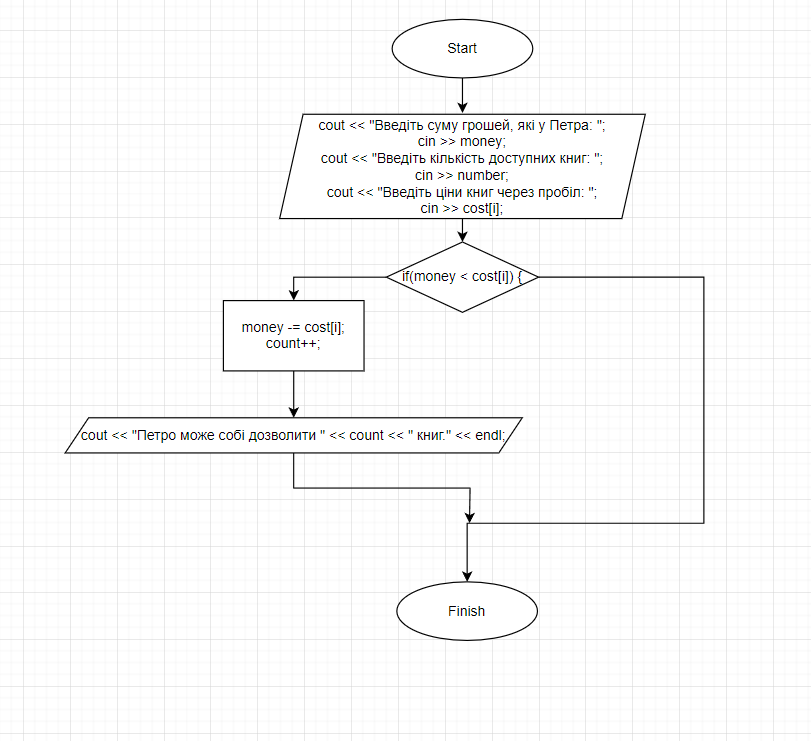 Start
cout << "Введіть суму грошей, які у Петра: ";
cin >> money;
cout << "Введіть кількість доступних книг: ";
cin >> number;
cout << "Введіть ціни книг через пробіл: ";
cin >> cost[i];
if(money < cost[i]) {
money -= cost[i];
count++;
cout << "Петро може собі дозволити " << count << " книг." << endl;
Finish